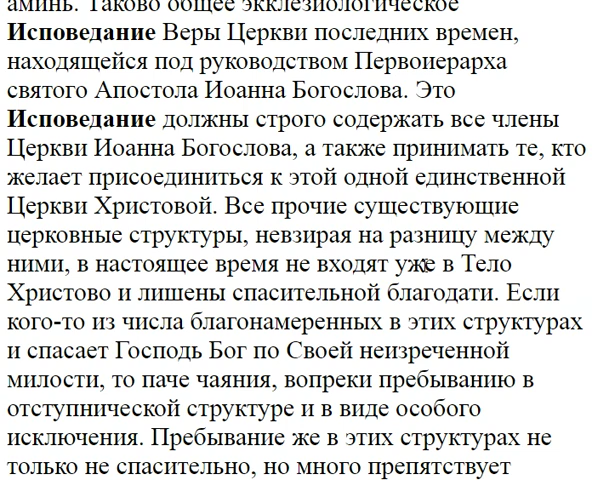 аминь. Таково общее экклезиологическое
Исповедание Веры Церкви последних времен,
находящейся под руководством Первоиерарха
святого Апостола Иоанна Богослова. Это
Исповедание должны строго содержать все члены
Церкви Иоанна Богослова, а также принимать те, кто
желает присоединиться к этой одной единственной
Церкви Христовой. Все прочие существующие
церковные структуры, невзирая на разницу между
ними, в настоящее время не входят уже в Тело
Христово и лишены спасительной благодати. Если
кого-то из числа благонамеренных в этих структурах
и спасает Господь Бог по Своей неизреченной
милости, то паче чаяния, вопреки пребыванию в
отступнической структуре и в виде особого
исключения. Пребывание же в этих структурах не
только не спасительно, но много препятствует